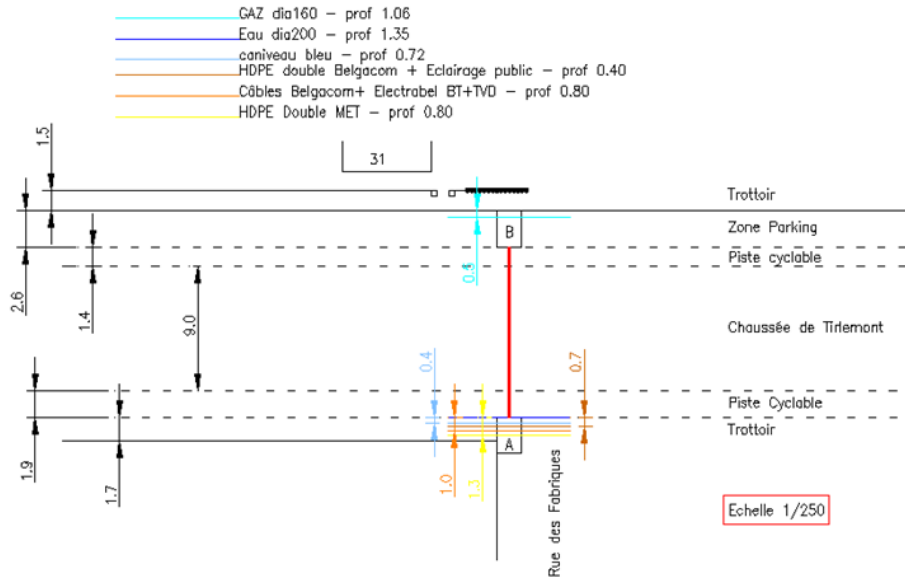 GAZ dia160 – prof 1.06
Eau dia200 – prof 1.35
caniveau bleu – prof 0.72
HDPE double Belgacom + Eclairage public – prof 0.40
Câbles Belgacom+ Electrabel BT+TVD – prof 0.80
HDPE Double MET – prof 0.80
1.5
31
Trottoir
B
Zone Parking
Piste cyclable
2.6
1.4
9.0
0.5
Chaussée de Tirlemont
0.4
0.7
Piste Cyclable
Trottoir
A
1.9
1.7
1.0
1.3
Rue des Fabriques
Echelle 1/250